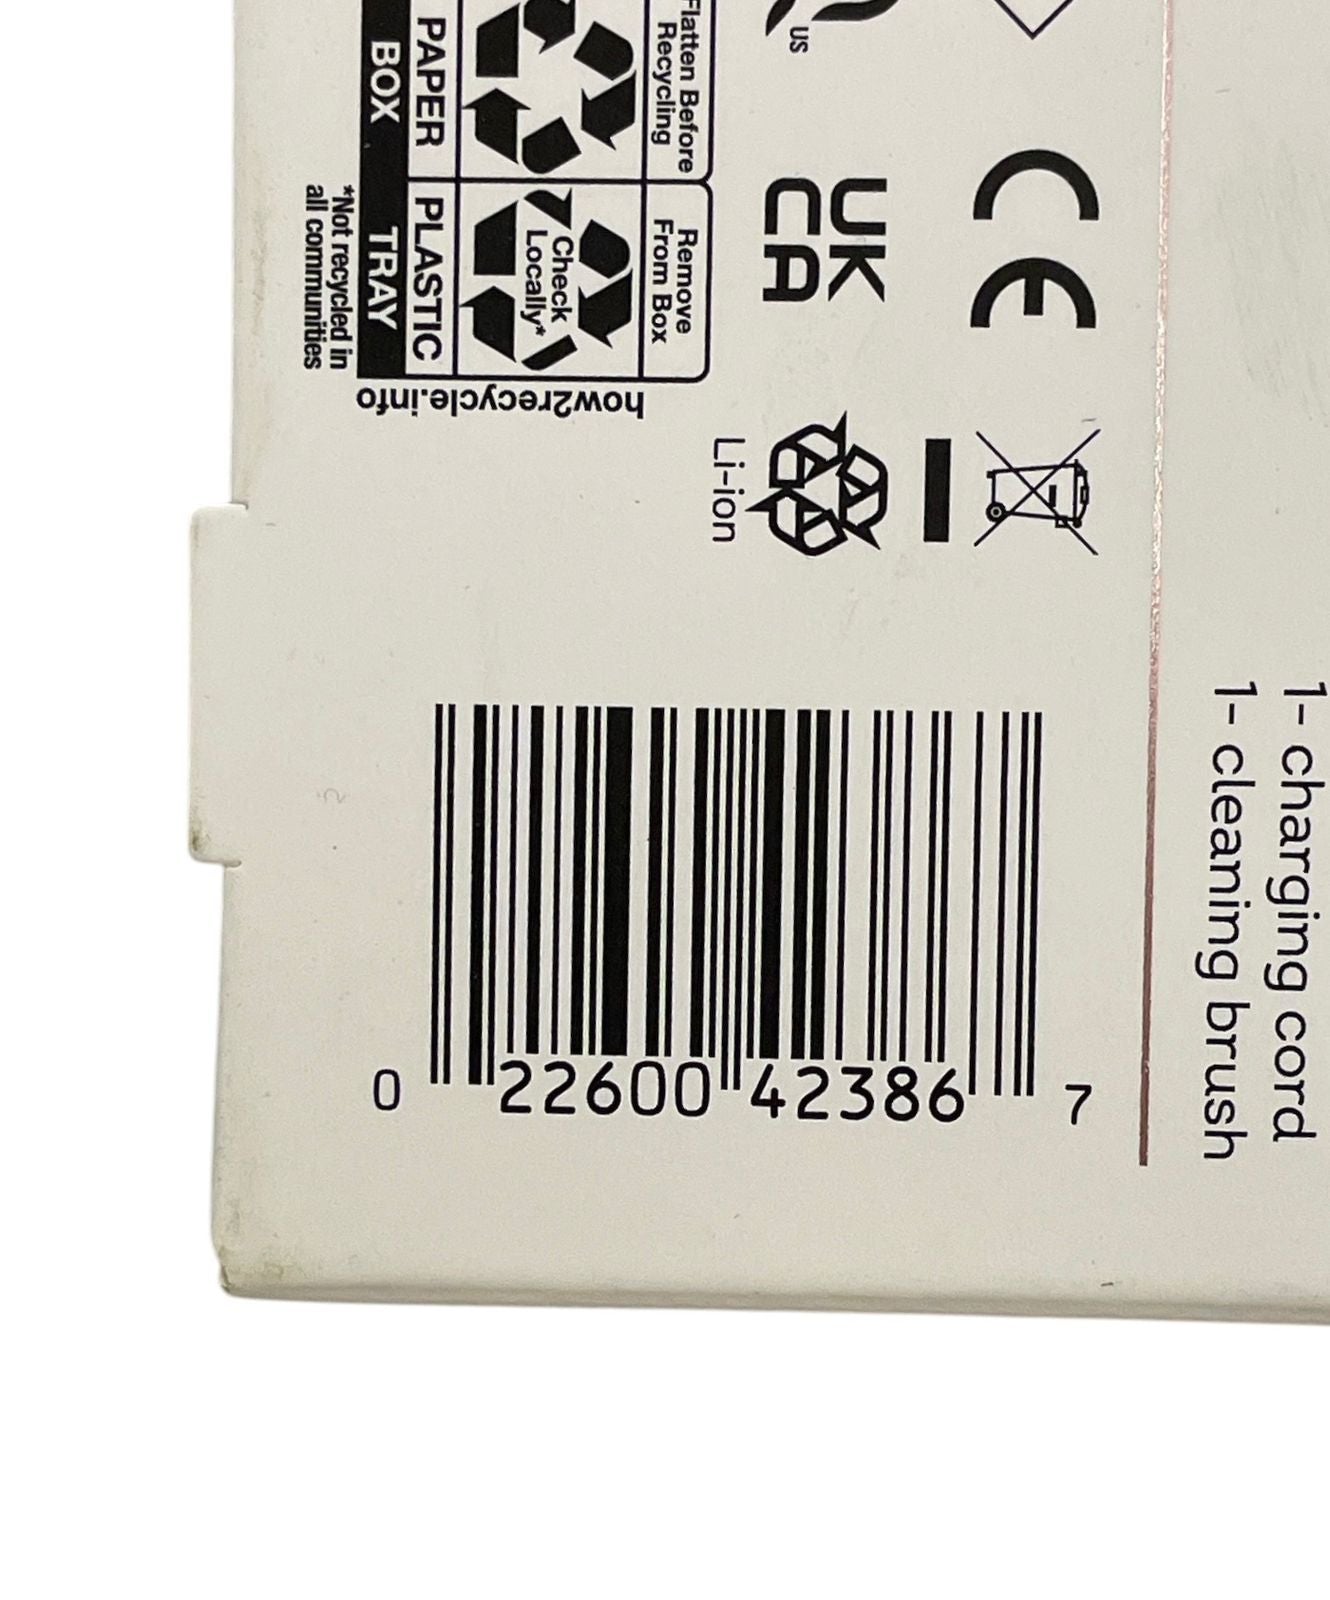 1- charging cord
1- cleaning brush
CE
US
UK
CA
Li-ion
Flatten Before
Recycling
Remove
From Box
Check
Locally*
PAPER
PLASTIC
BOX
TRAY
how2recycle.info
*Not recycled in
all communities
0 22600 42386 7